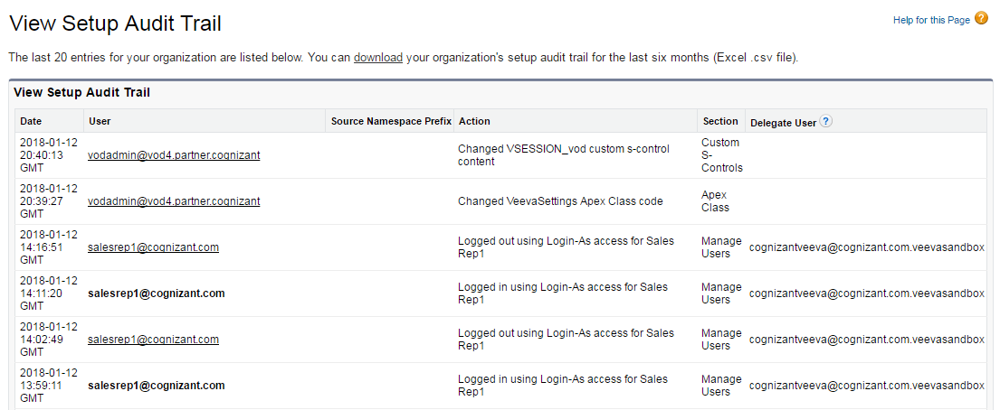 View Setup Audit Trail
Help for this Page ?
The last 20 entries for your organization are listed below. You can download your organization's setup audit trail for the last six months (Excel .csv file).
View Setup Audit Trail
Date User Source Namespace Prefix Action Section Delegate User ?
2018-01-12
20:40:13
GMT
vodadmin@vod4.partner.cognizant
Changed VSESSION_vod custom s-control
content
Custom
S-
Controls
2018-01-12
20:39:27
GMT
vodadmin@vod4.partner.cognizant
Changed VeevaSettings Apex Class code
Apex
Class
2018-01-12
14:16:51
GMT
salesrep1@cognizant.com
Logged out using Login-As access for Sales
Rep1
Manage
Users
cognizantveeva@cognizant.com.veevasandbox
2018-01-12
14:11:20
GMT
salesrep1@cognizant.com
Logged in using Login-As access for Sales
Rep1
Manage
Users
cognizantveeva@cognizant.com.veevasandbox
2018-01-12
14:02:49
GMT
salesrep1@cognizant.com
Logged out using Login-As access for Sales
Rep1
Manage
Users
cognizantveeva@cognizant.com.veevasandbox
2018-01-12
13:59:11
GMT
salesrep1@cognizant.com
Logged in using Login-As access for Sales
Rep1
Manage
Users
cognizantveeva@cognizant.com.veevasandbox